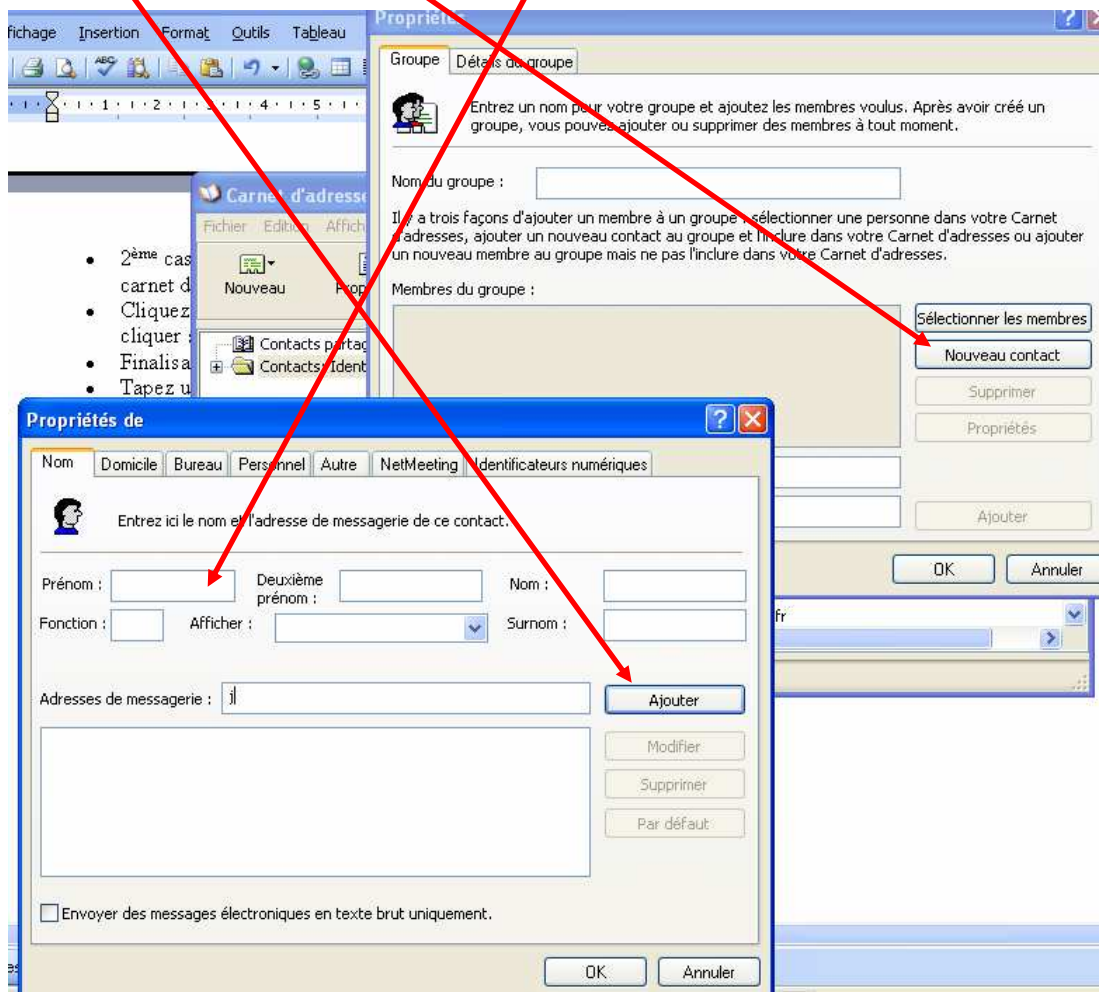 fichage Insertion Format Outils Tableau
1 2 3 4 5
Propriétés
Groupe Détails du groupe
Entrez un nom pour votre groupe et ajoutez les membres voulus. Après avoir créé un
groupe, vous pouvez ajouter ou supprimer des membres à tout moment.
Nom du groupe :
Il y a trois façons d'ajouter un membre à un groupe : sélectionner une personne dans votre Carnet
d'adresses, ajouter un nouveau contact au groupe et l'inclure dans votre Carnet d'adresses ou ajouter
un nouveau membre au groupe mais ne pas l'inclure dans votre Carnet d'adresses.
Membres du groupe :
Sélectionner les membres
Nouveau contact
Supprimer
Propriétés
Ajouter
OK Annuler
Carnet d'adresse
Fichier Edition Affich
Nouveau Prop
Contacts partag
Contacts: Ident
fr
2ème cas
carnet d
Cliquez
cliquer :
Finalisa
Tapez u
Propriétés de
Nom Domicile Bureau Personnel Autre NetMeeting Identificateurs numériques
Entrez ici le nom et l'adresse de messagerie de ce contact.
Prénom : Deuxième prénom : Nom :
Fonction : Afficher : Surnom :
Adresses de messagerie : Ajouter
Modifier
Supprimer
Par défaut
Envoyer des messages électroniques en texte brut uniquement.
OK Annuler